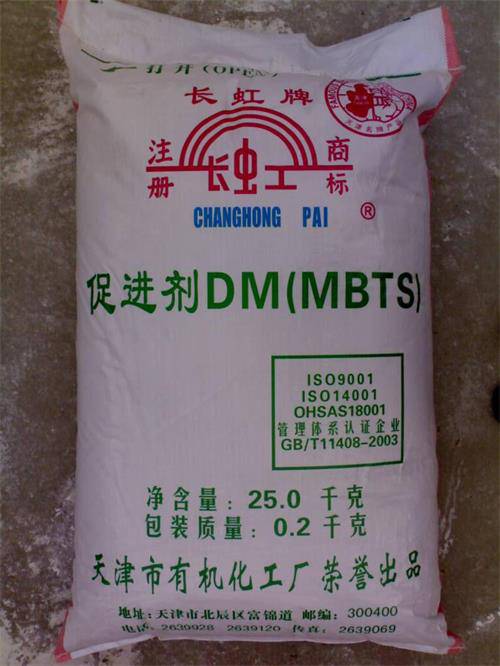 打开(OPEN)
长虹牌
注册
长虹工
商标
CHANGHONG PAI ®
促进剂DM(MBTS)
ISO9001
ISO14001
OHSAS18001
管理体系认证企业
GB/T11408-2003
净含量：25.0 千克
包装质量：0.2 千克
天津市有机化工厂 荣誉出品
地址：天津市北辰区富锦道 邮编：300400
电话：2639928 2639120 传真：2639069